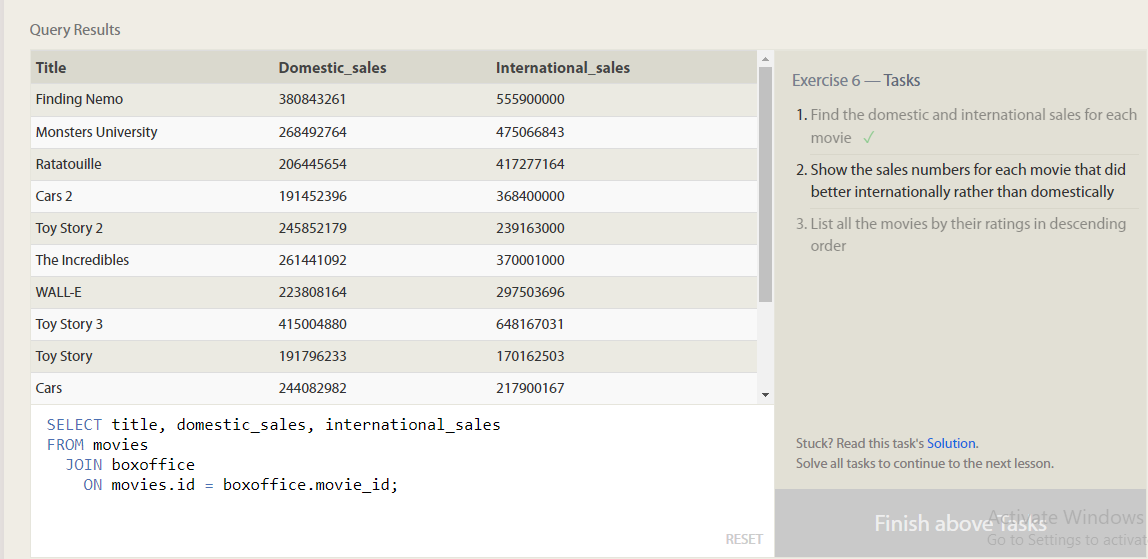 Query Results
Title Domestic_sales International_sales
Finding Nemo 380843261 555900000
Monsters University 268492764 475066843
Ratatouille 206445654 417277164
Cars 2 191452396 368400000
Toy Story 2 245852179 239163000
The Incredibles 261441092 370001000
WALL-E 223808164 297503696
Toy Story 3 415004880 648167031
Toy Story 191796233 170162503
Cars 244082982 217900167
SELECT title, domestic_sales, international_sales
FROM movies
JOIN boxoffice
ON movies.id = boxoffice.movie_id;
RESET
Exercise 6 — Tasks
1. Find the domestic and international sales for each
movie ✓
2. Show the sales numbers for each movie that did
better internationally rather than domestically
3. List all the movies by their ratings in descending
order
Stuck? Read this task's Solution.
Solve all tasks to continue to the next lesson.
Finish above Tasks
Activate Windows
Go to Settings to activat